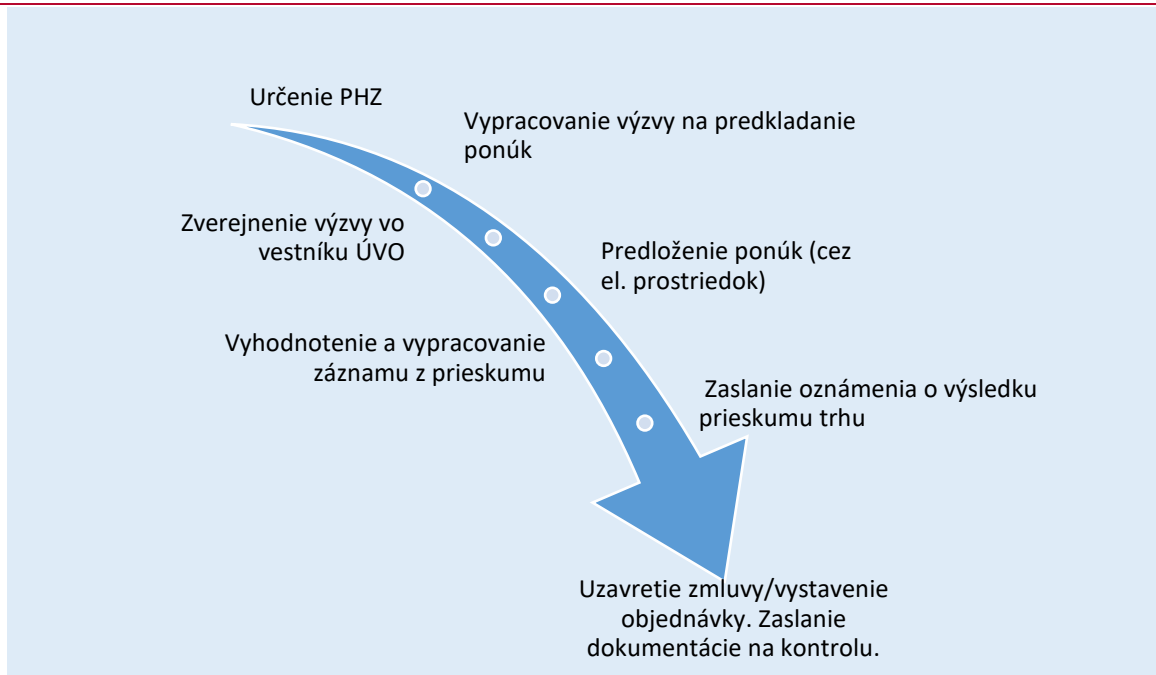 Určenie PHZ
Vypracovanie výzvy na predkladanie
ponúk
Zverejnenie výzvy vo
vestníku ÚVO
Predloženie ponúk (cez
el. prostriedok)
Vyhodnotenie a vypracovanie
záznamu z prieskumu
Zaslanie oznámenia o výsledku
prieskumu trhu
Uzavretie zmluvy/vystavenie
objednávky. Zaslanie
dokumentácie na kontrolu.